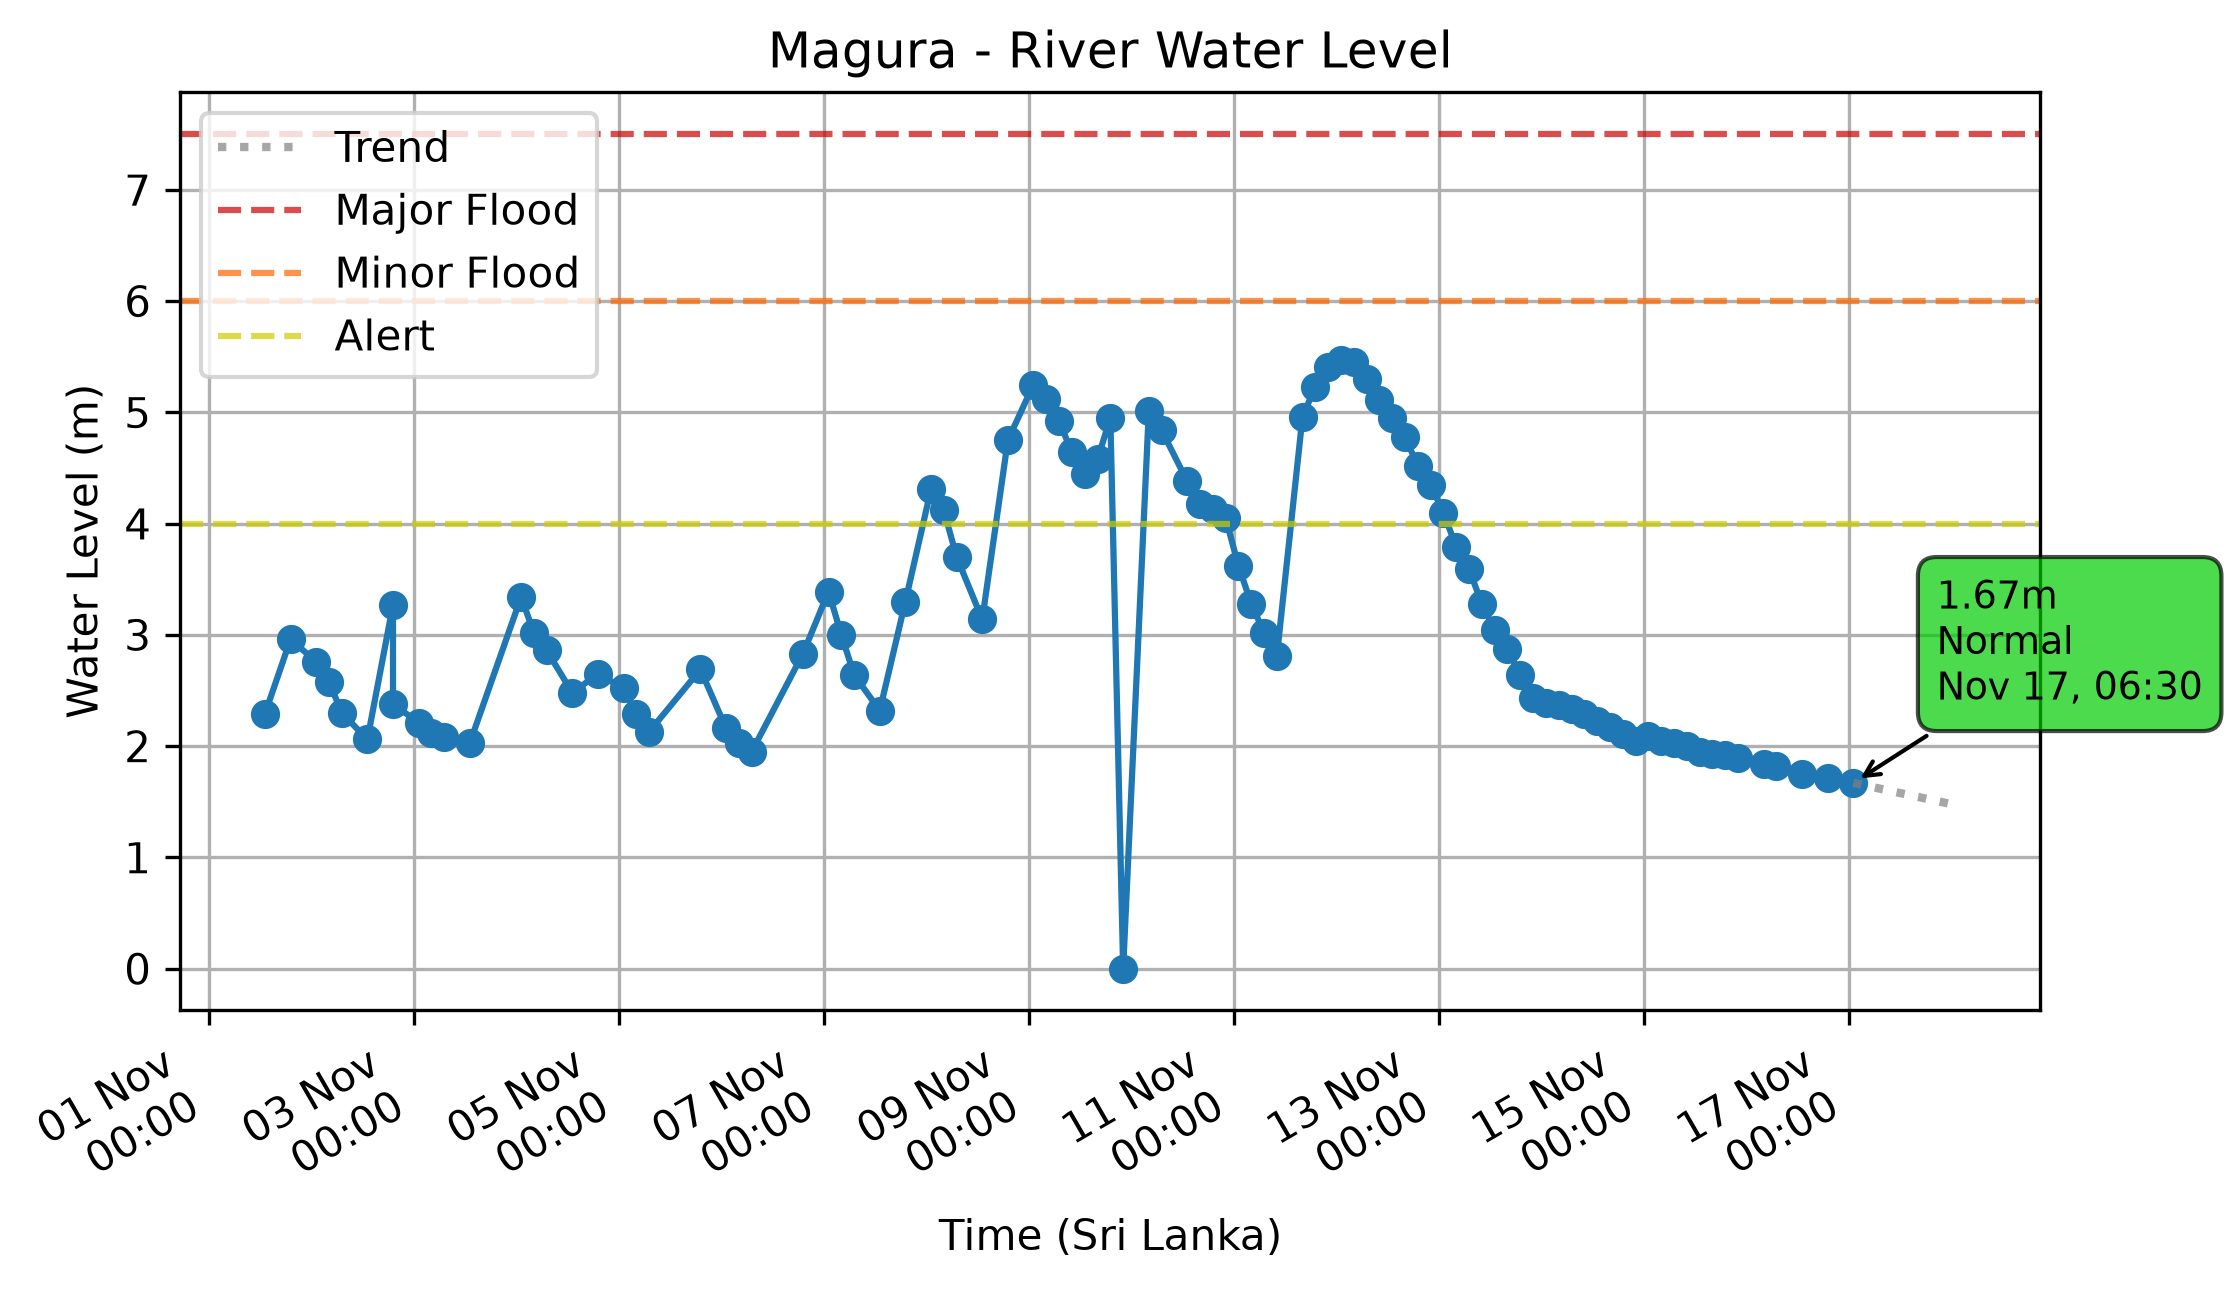 Magura - River Water Level
Trend
Major Flood
Minor Flood
Alert
Water Level (m)
7
6
5
4
3
2
1
0
1.67m
Normal
Nov 17, 06:30
01 Nov
00:00
03 Nov
00:00
05 Nov
00:00
07 Nov
00:00
09 Nov
00:00
11 Nov
00:00
13 Nov
00:00
15 Nov
00:00
17 Nov
00:00
Time (Sri Lanka)